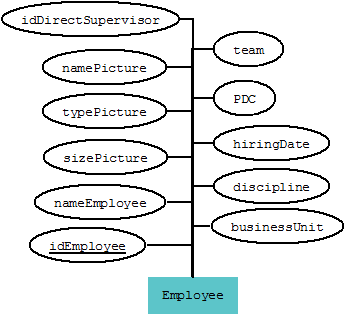 idDirectSupervisor
team
namePicture
PDC
typePicture
hiringDate
sizePicture
discipline
nameEmployee
businessUnit
idEmployee
Employee